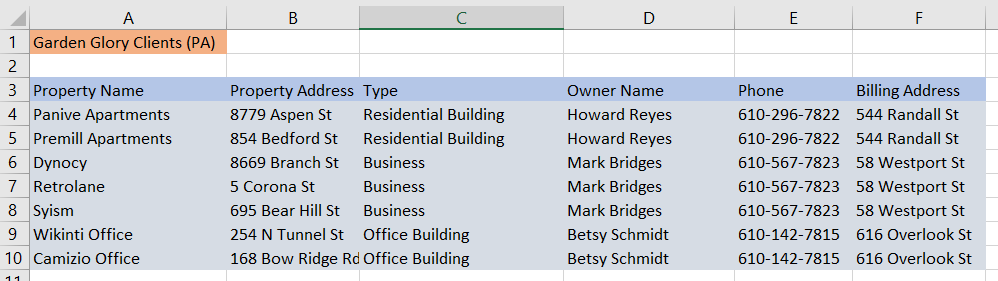 A B C D E F
1 Garden Glory Clients (PA)
2
3 Property Name Property Address Type Owner Name Phone Billing Address
4 Panive Apartments 8779 Aspen St Residential Building Howard Reyes 610-296-7822 544 Randall St
5 Premill Apartments 854 Bedford St Residential Building Howard Reyes 610-296-7822 544 Randall St
6 Dynocy 8669 Branch St Business Mark Bridges 610-567-7823 58 Westport St
7 Retrolane 5 Corona St Business Mark Bridges 610-567-7823 58 Westport St
8 Syism 695 Bear Hill St Business Mark Bridges 610-567-7823 58 Westport St
9 Wikinti Office 254 N Tunnel St Office Building Betsy Schmidt 610-142-7815 616 Overlook St
10 Camizio Office 168 Bow Ridge Rd Office Building Betsy Schmidt 610-142-7815 616 Overlook St